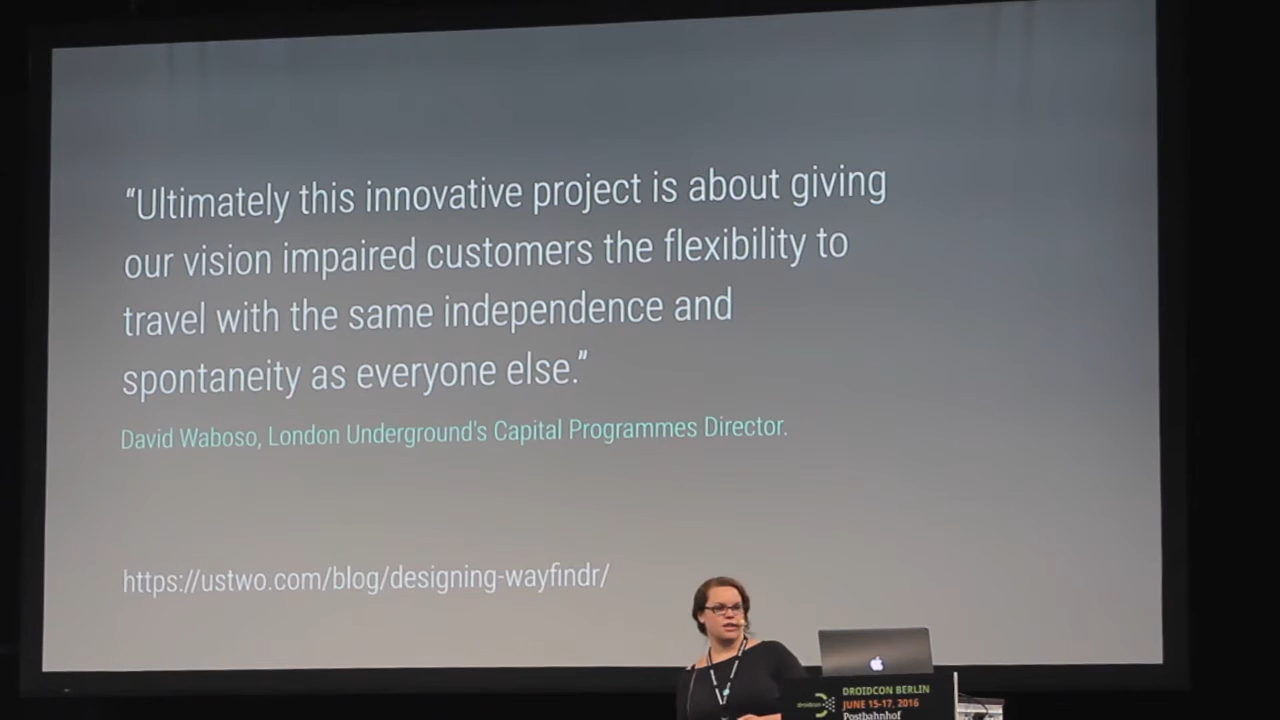 “Ultimately this innovative project is about giving
our vision impaired customers the flexibility to
travel with the same independence and
spontaneity as everyone else.”
David Waboso, London Underground's Capital Programmes Director.
https://ustwo.com/blog/designing-wayfindr/
droidcon
DROIDCON BERLIN
JUNE 15-17, 2016
Postbahnhof